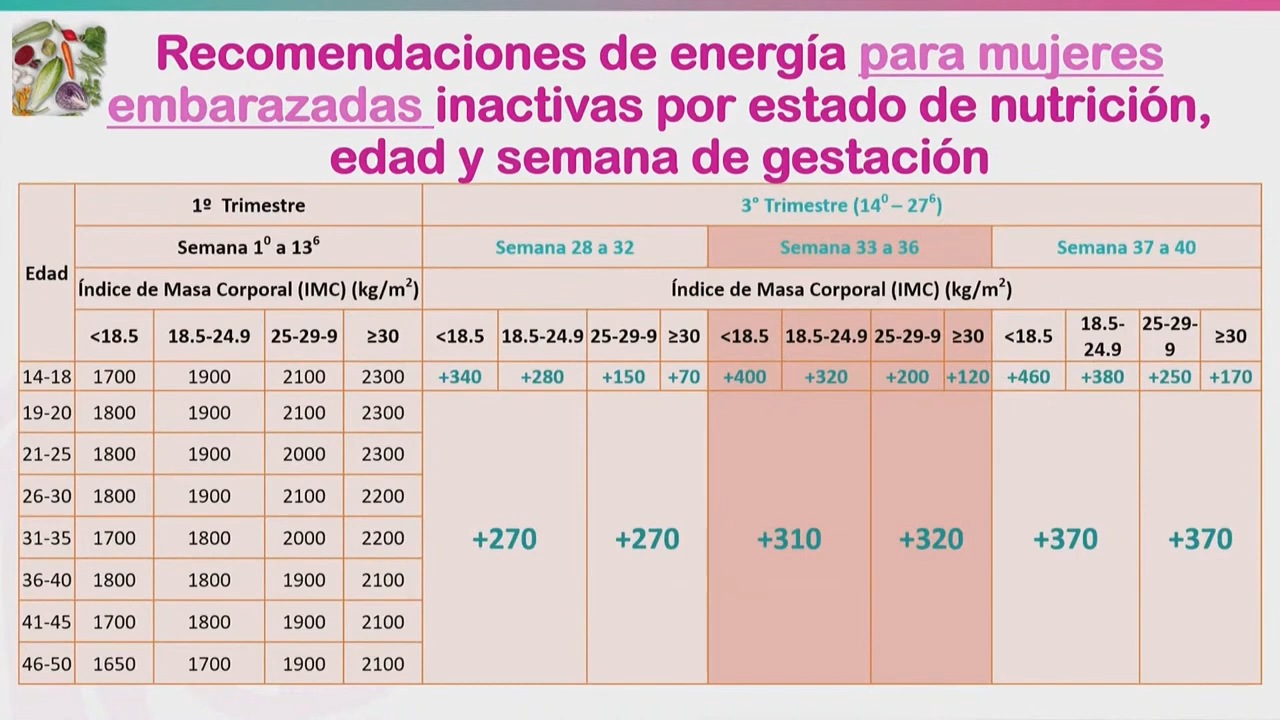 Recomendaciones de energía para mujeres
embarazadas inactivas por estado de nutrición,
edad y semana de gestación
Edad 1º Trimestre 3° Trimestre (14⁰ – 27⁶)
Semana 1⁰ a 13⁶ Semana 28 a 32 Semana 33 a 36 Semana 37 a 40
Índice de Masa Corporal (IMC) (kg/m²) Índice de Masa Corporal (IMC) (kg/m²)
<18.5 18.5-24.9 25-29-9 ≥30 <18.5 18.5-24.9 25-29-9 ≥30 <18.5 18.5-24.9 25-29-9 ≥30 <18.5 18.5-24.9 25-29-9 ≥30
14-18 1700 1900 2100 2300 +340 +280 +150 +70 +400 +320 +200 +120 +460 +380 +250 +170
19-20 1800 1900 2100 2300
21-25 1800 1900 2000 2300
26-30 1800 1900 2100 2200
31-35 1700 1800 2000 2200 +270 +270 +310 +320 +370 +370
36-40 1800 1800 1900 2100
41-45 1700 1800 1900 2100
46-50 1650 1700 1900 2100